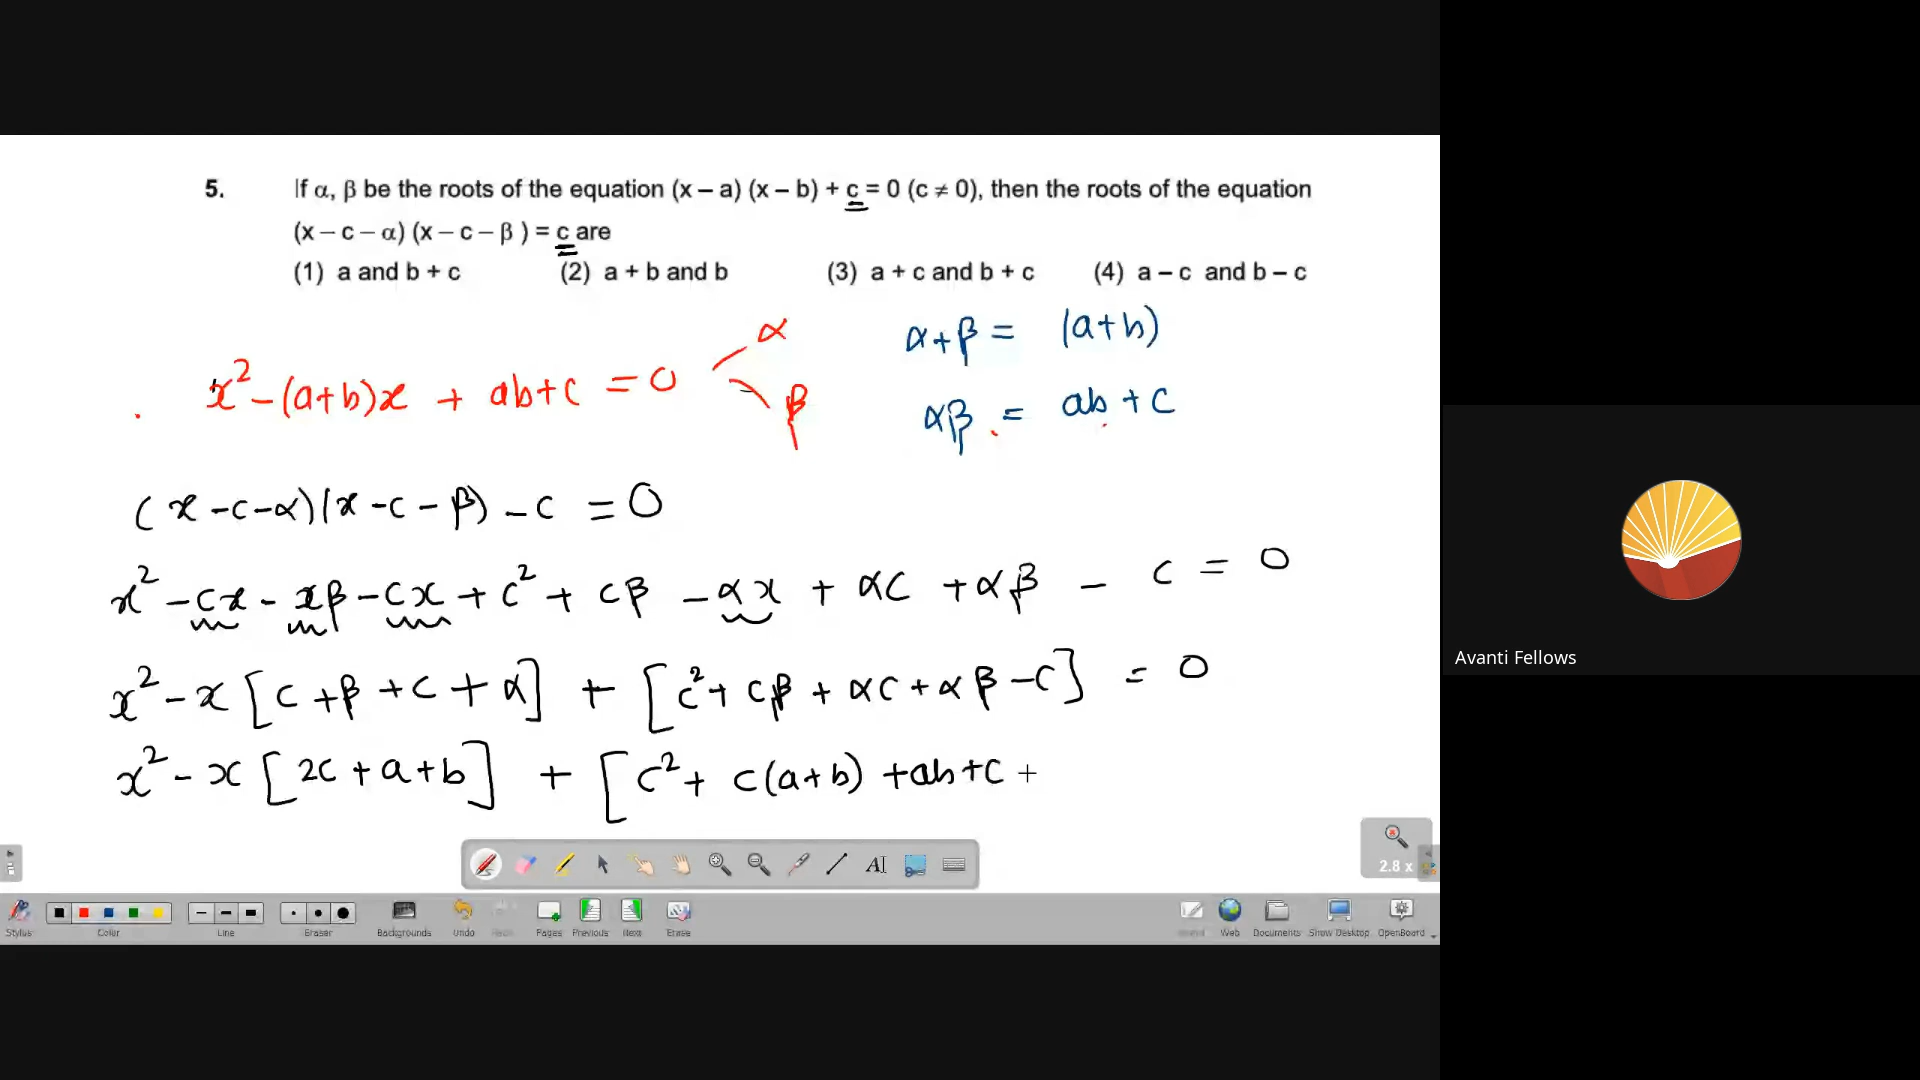 5. If α, β be the roots of the equation (x – a) (x – b) + c = 0 (c ≠ 0), then the roots of the equation
(x – c – α) (x – c – β ) = c are
(1) a and b + c (2) a + b and b (3) a + c and b + c (4) a – c and b – c
α
α+β = (a+b)
x² -(a+b)x + ab+c = 0
β
αβ = ab + c
(x -c-α)(x -c - β) - c = 0
x² - cx - xβ - cx + c² + cβ - αx + αc + αβ - c = 0
x² - x [c +β + c + α] + [c² + cβ + αc + αβ - c] = 0
x² - x [2c + a + b] + [c² + c(a+b) + ab + c +
Avanti Fellows
2.8 x
Stylus Color Line Eraser Backgrounds Undo Pages Previous Next Erase Web Documents Show Desktop OpenBoard